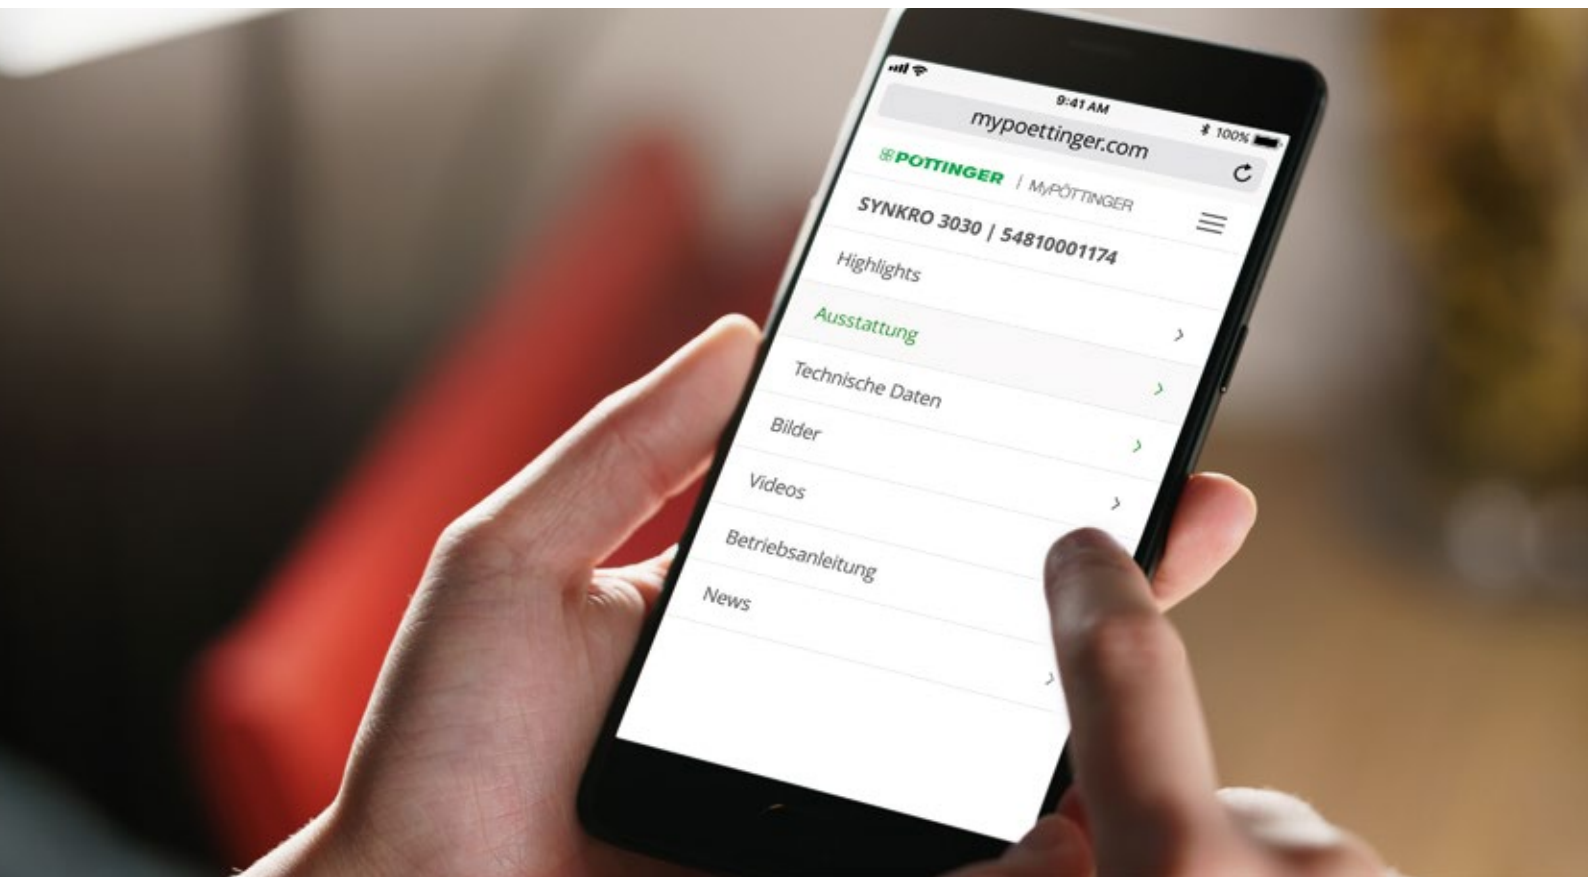 9:41 AM
100%
mypoettinger.com
PÖTTINGER | MyPÖTTINGER
SYNKRO 3030 | 54810001174
Highlights
Ausstattung
Technische Daten
Bilder
Videos
Betriebsanleitung
News